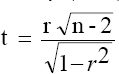 t = r √n-2 / √1-r²